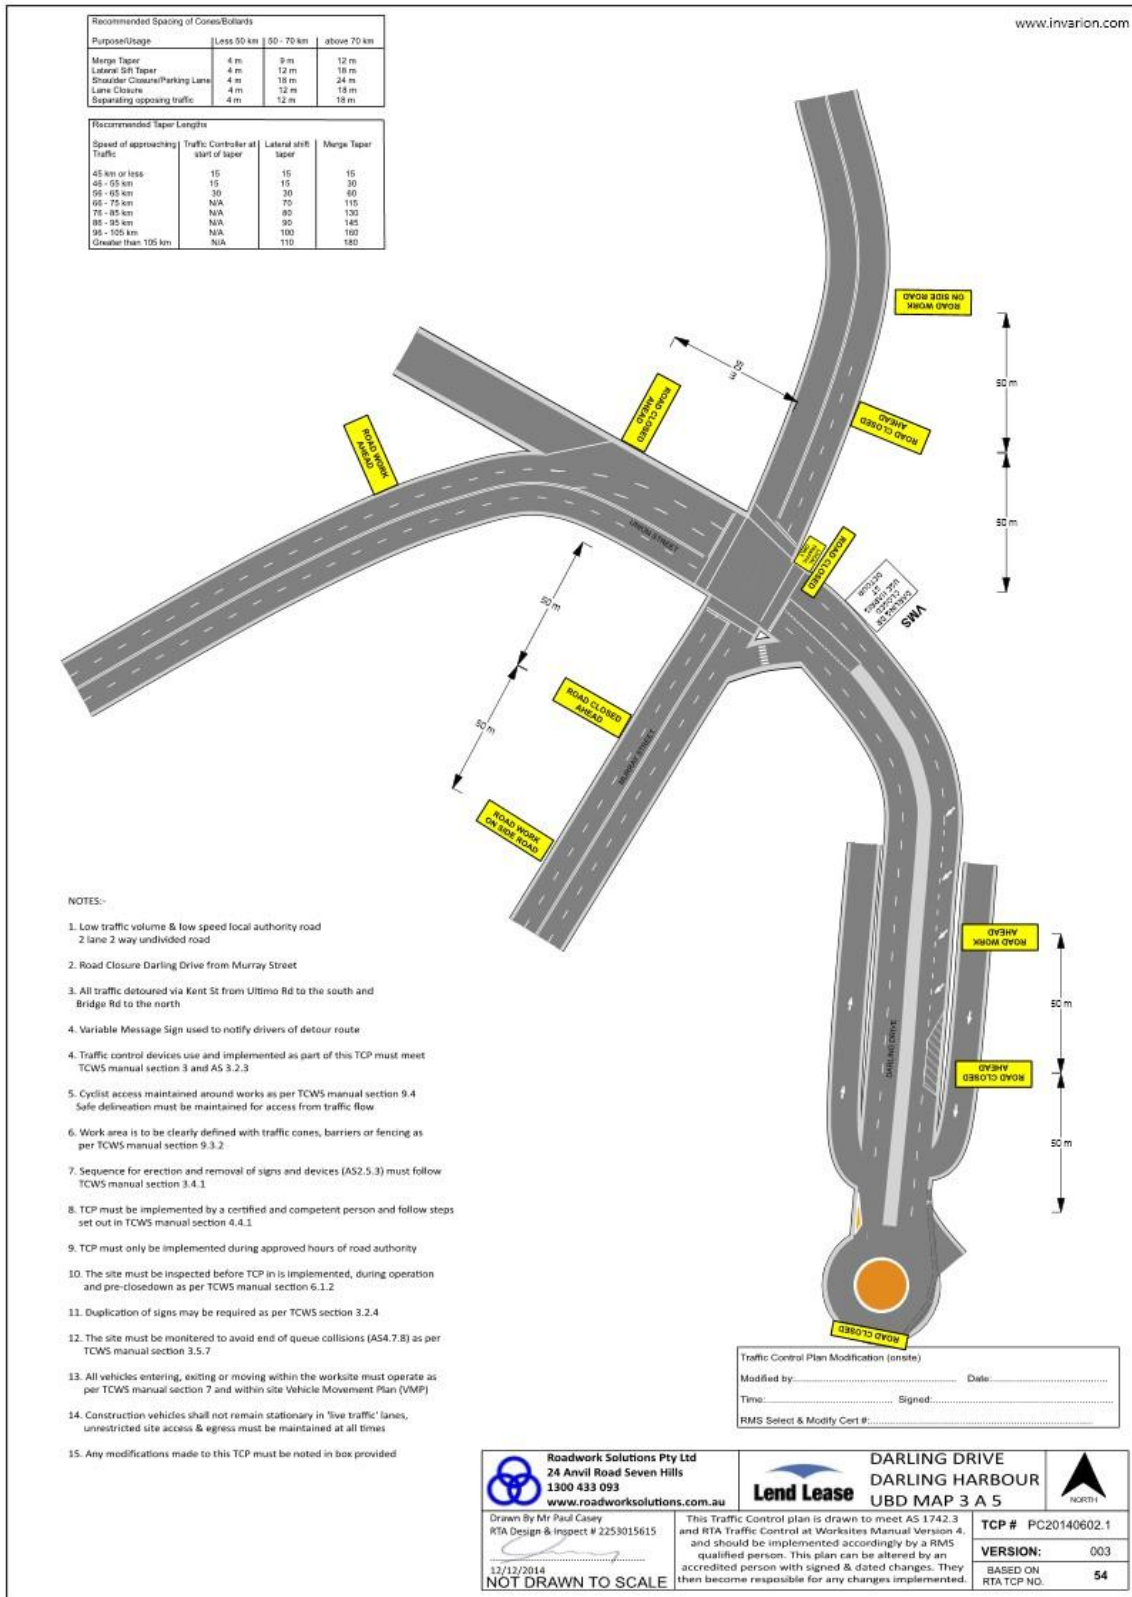 www.invarion.com
Recommended Spacing of Cones/Bollards
Purpose/Usage Less 50 km 50 - 70 km above 70 km
Merge Taper 4 m 9 m 12 m
Lateral Sift Taper 4 m 12 m 18 m
Shoulder Closure/Parking Lane 4 m 18 m 24 m
Lane Closure 4 m 12 m 18 m
Separating opposing traffic 4 m 12 m 18 m
Recommended Taper Lengths
Speed of approaching Traffic Controller at Lateral shift Merge Taper
Traffic start of taper taper
45 km or less 15 15 15
46 - 55 km 15 15 30
56 - 65 km 30 30 60
66 - 75 km N/A 70 115
76 - 85 km N/A 80 130
86 - 95 km N/A 90 145
96 - 105 km N/A 100 160
Greater than 105 km N/A 110 180
ROAD WORK
ON SIDE ROAD
50 m
50 m
ROAD CLOSED
AHEAD
ROAD CLOSED
AHEAD
ROAD WORK
AHEAD
50 m
UNION STREET
ROAD CLOSED
LOCAL
TRAFFIC
ONLY
DARLING DR
CLOSED
USE HARRIS
ST
DETOUR
VMS
50 m
50 m
ROAD CLOSED
AHEAD
MURRAY STREET
ROAD WORK
ON SIDE ROAD
ROAD WORK
AHEAD
50 m
DARLING DRIVE
ROAD CLOSED
AHEAD
50 m
ROAD CLOSED
NOTES:-
1. Low traffic volume & low speed local authority road
2 lane 2 way undivided road
2. Road Closure Darling Drive from Murray Street
3. All traffic detoured via Kent St from Ultimo Rd to the south and
Bridge Rd to the north
4. Variable Message Sign used to notify drivers of detour route
4. Traffic control devices use and implemented as part of this TCP must meet
TCWS manual section 3 and AS 3.2.3
5. Cyclist access maintained around works as per TCWS manual section 9.4
Safe delineation must be maintained for access from traffic flow
6. Work area is to be clearly defined with traffic cones, barriers or fencing as
per TCWS manual section 9.3.2
7. Sequence for erection and removal of signs and devices (AS2.5.3) must follow
TCWS manual section 3.4.1
8. TCP must be implemented by a certified and competent person and follow steps
set out in TCWS manual section 4.4.1
9. TCP must only be implemented during approved hours of road authority
10. The site must be inspected before TCP in is implemented, during operation
and pre-closedown as per TCWS manual section 6.1.2
11. Duplication of signs may be required as per TCWS section 3.2.4
12. The site must be monitered to avoid end of queue collisions (AS4.7.8) as per
TCWS manual section 3.5.7
13. All vehicles entering, exiting or moving within the worksite must operate as
per TCWS manual section 7 and within site Vehicle Movement Plan (VMP)
14. Construction vehicles shall not remain stationary in 'live traffic' lanes,
unrestricted site access & egress must be maintained at all times
15. Any modifications made to this TCP must be noted in box provided
Traffic Control Plan Modification (onsite)
Modified by: Date:
Time: Signed:
RMS Select & Modify Cert #:
Roadwork Solutions Pty Ltd
24 Anvil Road Seven Hills
1300 433 093
www.roadworksolutions.com.au
Lend Lease
DARLING DRIVE
DARLING HARBOUR
UBD MAP 3 A 5
NORTH
Drawn By Mr Paul Casey
RTA Design & Inspect # 2253015615
12/12/2014
NOT DRAWN TO SCALE
This Traffic Control plan is drawn to meet AS 1742.3
and RTA Traffic Control at Worksites Manual Version 4.
and should be implemented accordingly by a RMS
qualified person. This plan can be altered by an
accredited person with signed & dated changes. They
then become resposible for any changes implemented.
TCP # PC20140602.1
VERSION: 003
BASED ON
RTA TCP NO. 54